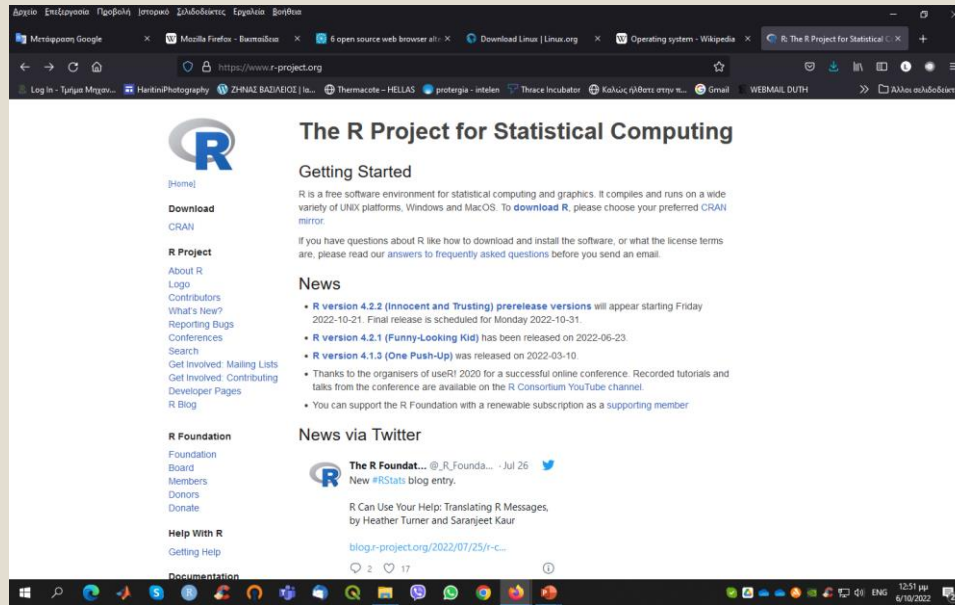 Αρχείο Επεξεργασία Προβολή Ιστορικό Σελιδοδείκτες Εργαλεία Βοήθεια
Μετάφραση Google
Mozilla Firefox - Βικιπαίδεια
6 open source web browser alte
Download Linux | Linux.org
Operating system - Wikipedia
R: The R Project for Statistical C
https://www.r-project.org
Log In - Τμήμα Μηχαν...
HaritiniPhotography
ΖΗΝΑΣ ΒΑΣΙΛΕΙΟΣ | Ια...
Thermacote – HELLAS
protergia - intelen
Thrace Incubator
Καλώς ήλθατε στην π...
Gmail
WEBMAIL DUTH
Άλλοι σελιδοδείκτ
R
[Home]
Download
CRAN
R Project
About R
Logo
Contributors
What's New?
Reporting Bugs
Conferences
Search
Get Involved: Mailing Lists
Get Involved: Contributing
Developer Pages
R Blog
R Foundation
Foundation
Board
Members
Donors
Donate
Help With R
Getting Help
Documentation
The R Project for Statistical Computing
Getting Started
R is a free software environment for statistical computing and graphics. It compiles and runs on a wide
variety of UNIX platforms, Windows and MacOS. To download R, please choose your preferred CRAN
mirror.
If you have questions about R like how to download and install the software, or what the license terms
are, please read our answers to frequently asked questions before you send an email.
News
• R version 4.2.2 (Innocent and Trusting) prerelease versions will appear starting Friday
2022-10-21. Final release is scheduled for Monday 2022-10-31.
• R version 4.2.1 (Funny-Looking Kid) has been released on 2022-06-23.
• R version 4.1.3 (One Push-Up) was released on 2022-03-10.
• Thanks to the organisers of useR! 2020 for a successful online conference. Recorded tutorials and
talks from the conference are available on the R Consortium YouTube channel.
• You can support the R Foundation with a renewable subscription as a supporting member
News via Twitter
The R Foundat... @_R_Founda... · Jul 26
New #RStats blog entry.
R Can Use Your Help: Translating R Messages,
by Heather Turner and Saranjeet Kaur
blog.r-project.org/2022/07/25/r-c...
2 17
ENG
12:51 μμ
6/10/2022